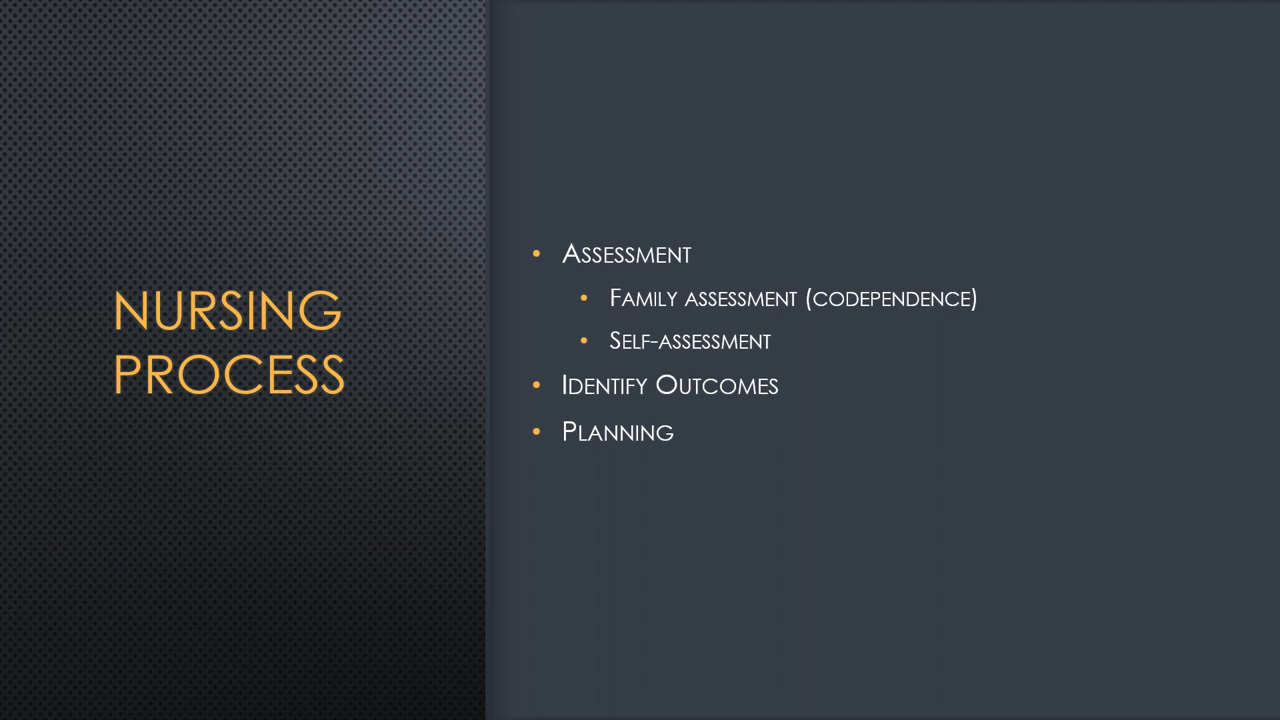 NURSING
PROCESS
• Assessment
• Family assessment (codependence)
• Self-assessment
• Identify Outcomes
• Planning